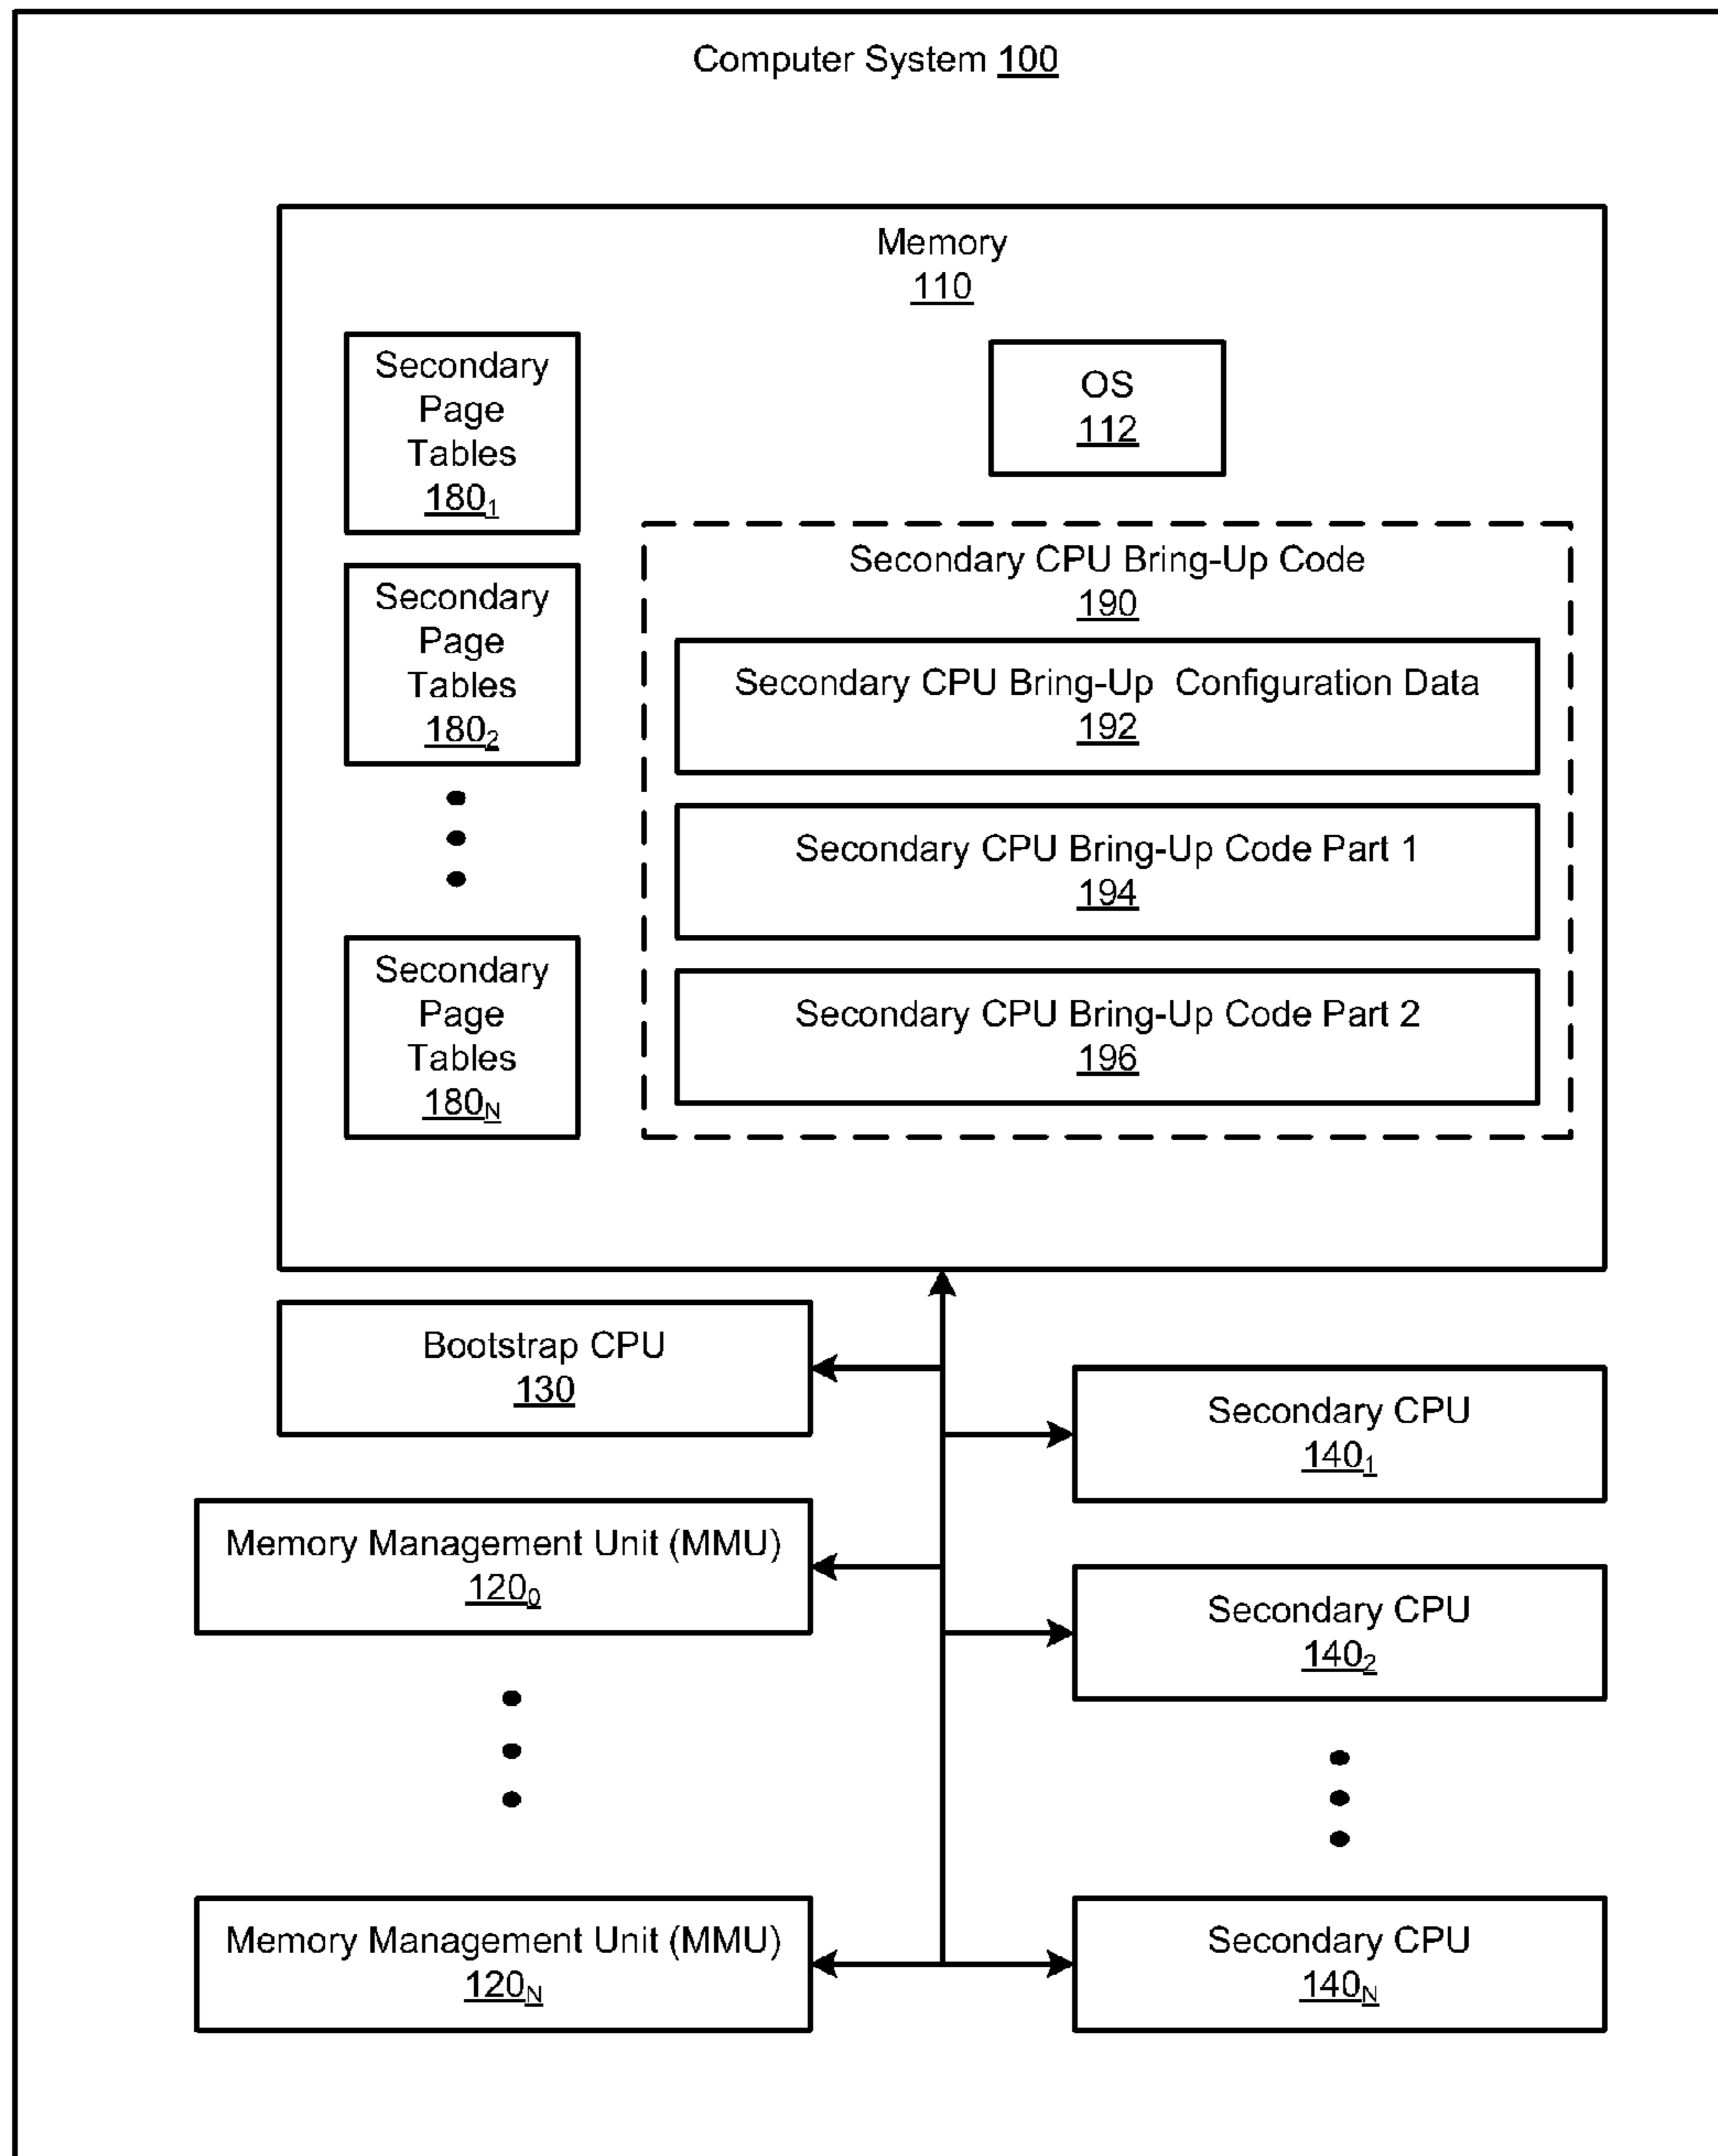 Computer System 100
Memory
110
Secondary
Page
Tables
180₁
OS
112
Secondary
Page
Tables
180₂
Secondary CPU Bring-Up Code
190
Secondary CPU Bring-Up Configuration Data
192
Secondary CPU Bring-Up Code Part 1
194
Secondary
Page
Tables
180N
Secondary CPU Bring-Up Code Part 2
196
Bootstrap CPU
130
Secondary CPU
140₁
Memory Management Unit (MMU)
120₀
Secondary CPU
140₂
Memory Management Unit (MMU)
120N
Secondary CPU
140N